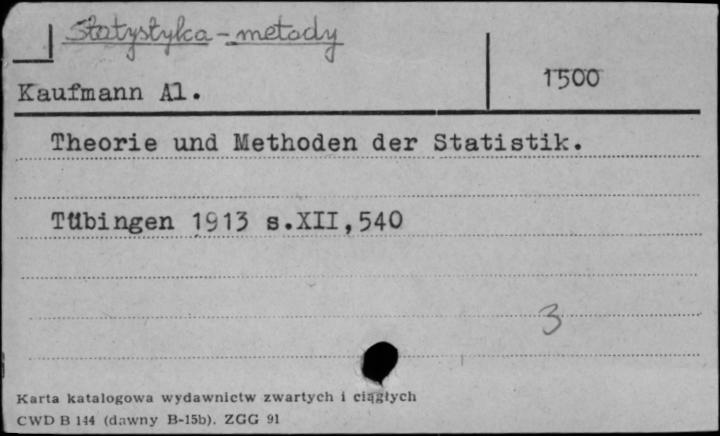 Statystyka - metody
1500
Kaufmann Al.
Theorie und Methoden der Statistik.
Tübingen 1913 s.XII,540
3
Karta katalogowa wydawnictw zwartych i ciągłych
CWD B 144 (dawny B-15b). ZGG 91